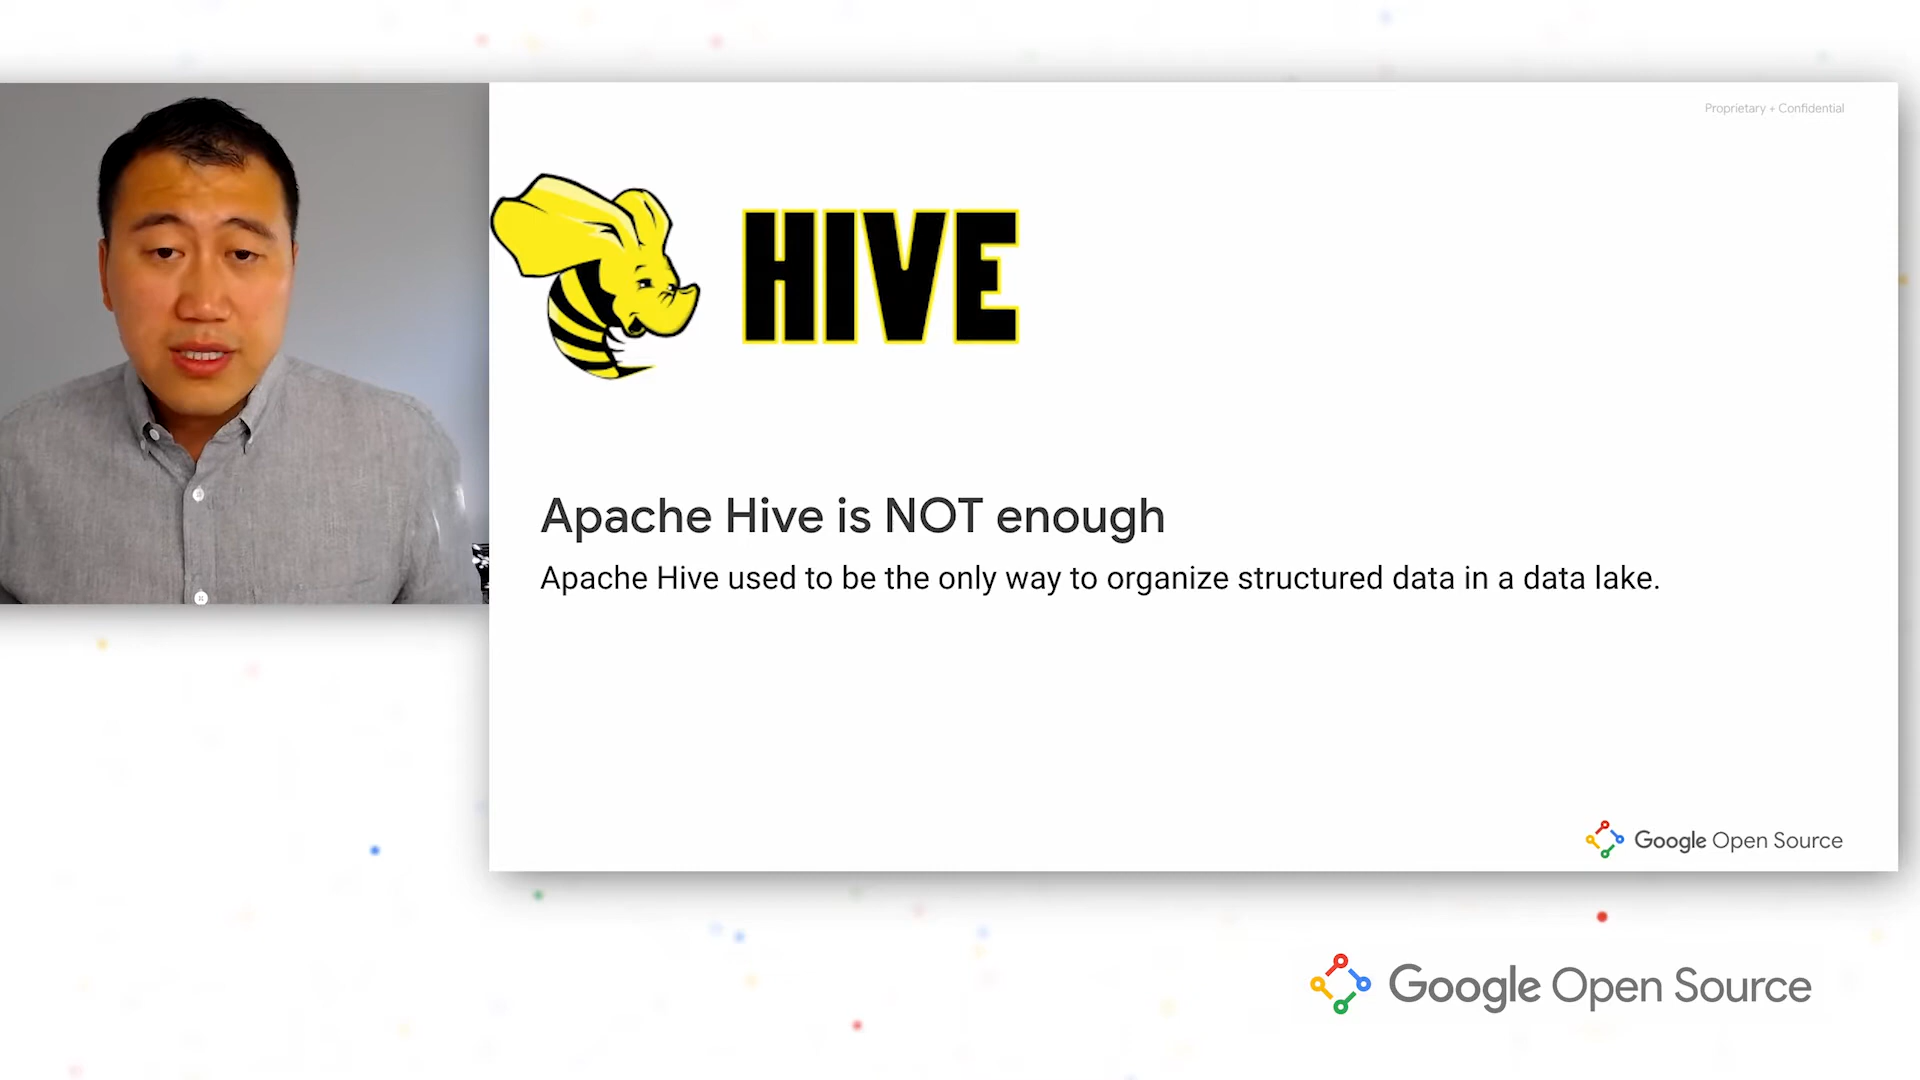 Proprietary + Confidential
HIVE
Apache Hive is NOT enough
Apache Hive used to be the only way to organize structured data in a data lake.
Google Open Source
Google Open Source